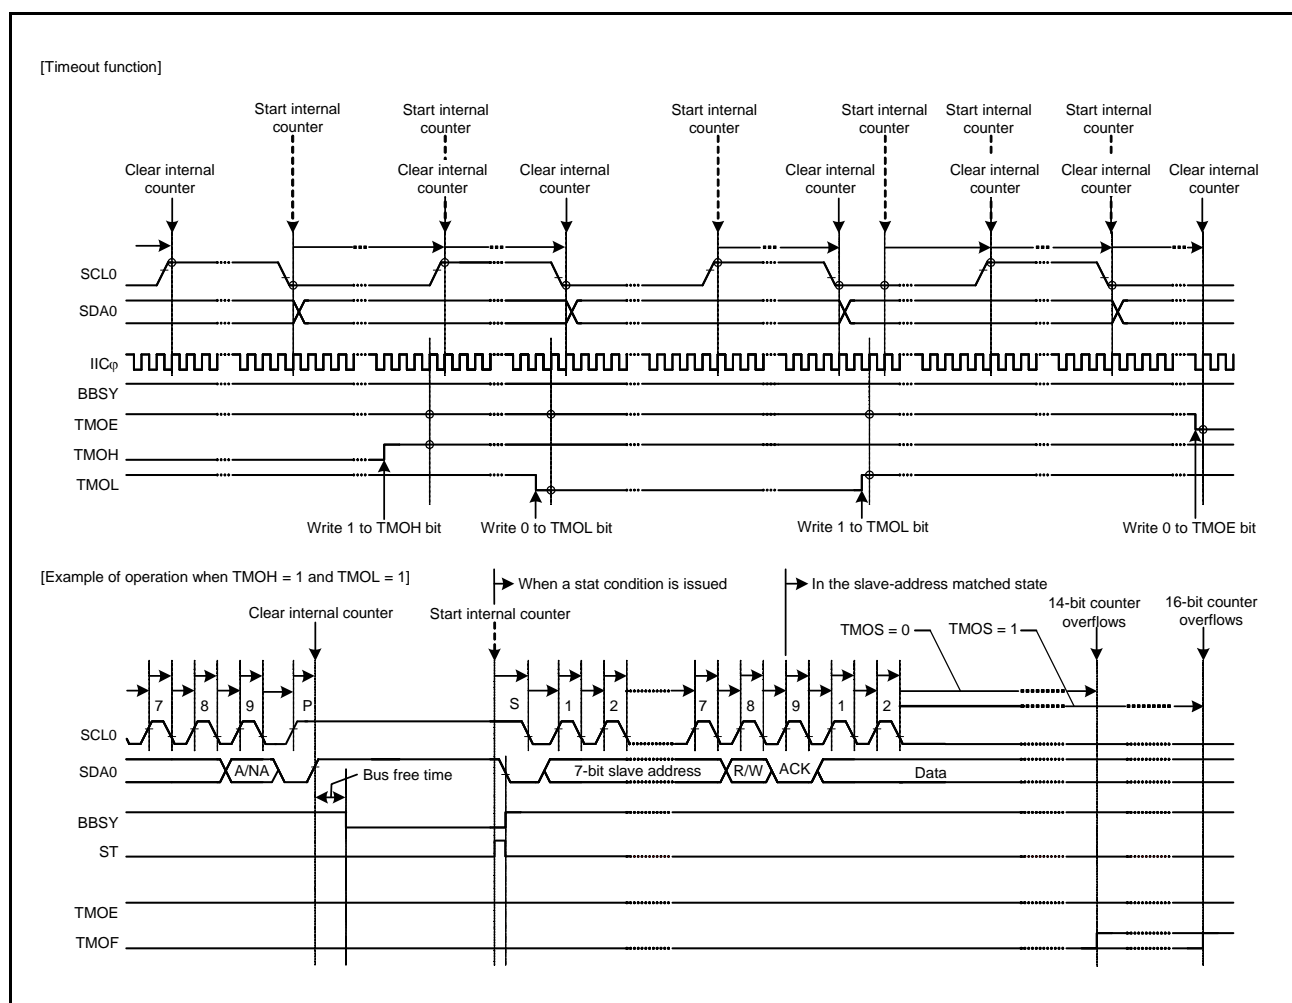 [Timeout function]
Start internal
counter
Start internal
counter
Start internal
counter
Start internal
counter
Start internal
counter
Start internal
counter
Clear internal
counter
Clear internal
counter
Clear internal
counter
Clear internal
counter
Clear internal
counter
Clear internal
counter
Clear internal
counter
SCL0
SDA0
IICφ
BBSY
TMOE
TMOH
TMOL
Write 1 to TMOH bit
Write 0 to TMOL bit
Write 1 to TMOL bit
Write 0 to TMOE bit
[Example of operation when TMOH = 1 and TMOL = 1]
When a stat condition is issued
In the slave-address matched state
Clear internal counter
Start internal counter
14-bit counter
overflows
16-bit counter
overflows
TMOS = 0
TMOS = 1
7 8 9 P S 1 2 7 8 9 1 2
SCL0
SDA0
A/NA
Bus free time
7-bit slave address
R/W
ACK
Data
BBSY
ST
TMOE
TMOF